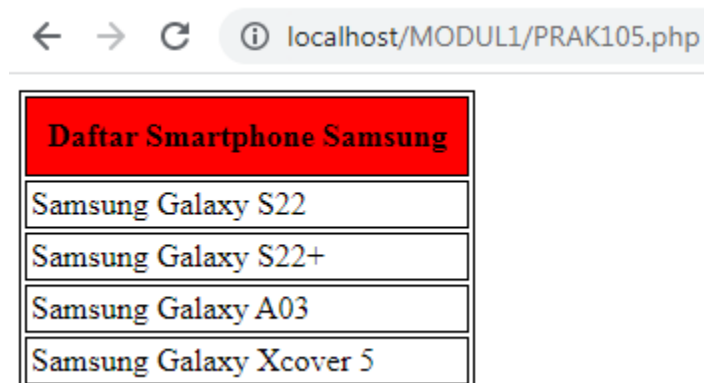 localhost/MODUL1/PRAK105.php
Daftar Smartphone Samsung
Samsung Galaxy S22
Samsung Galaxy S22+
Samsung Galaxy A03
Samsung Galaxy Xcover 5